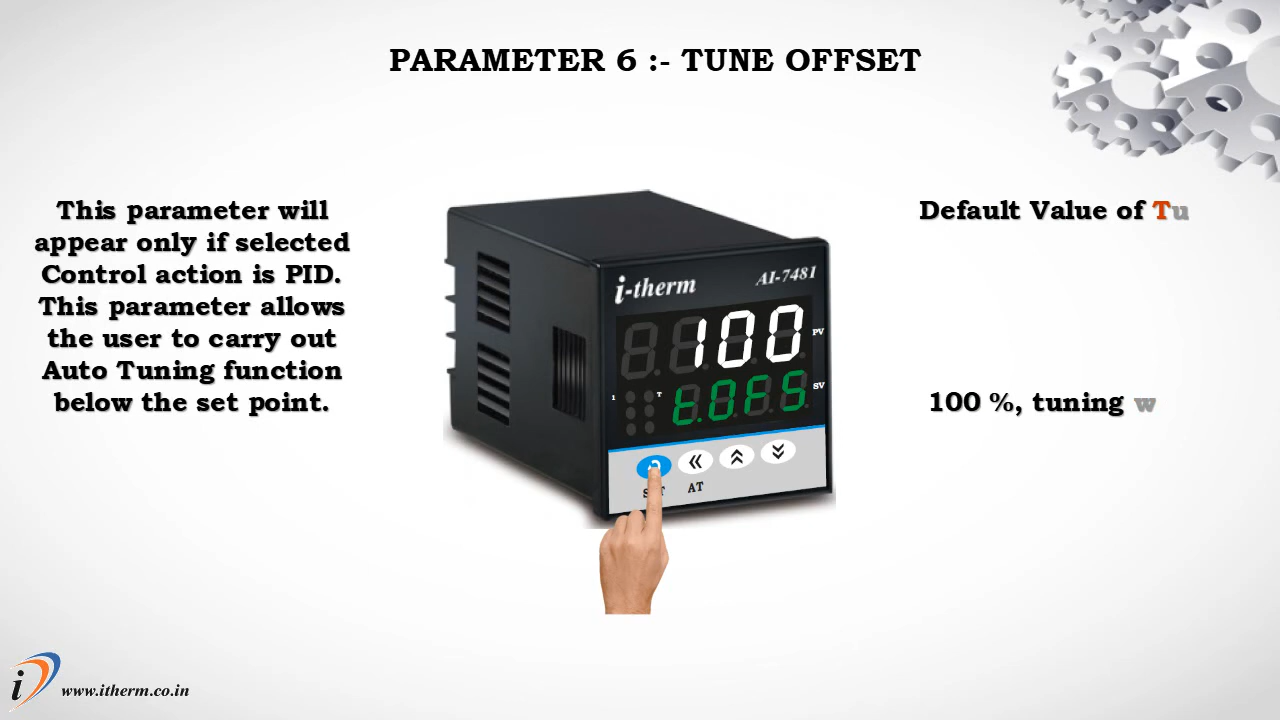 PARAMETER 6 :- TUNE OFFSET
This parameter will
appear only if selected
Control action is PID.
This parameter allows
the user to carry out
Auto Tuning function
below the set point.
i-therm AI-7481
100 PV
1 T t.OFS SV
AT
Default Value of Tu
100 %, tuning w
i www.itherm.co.in